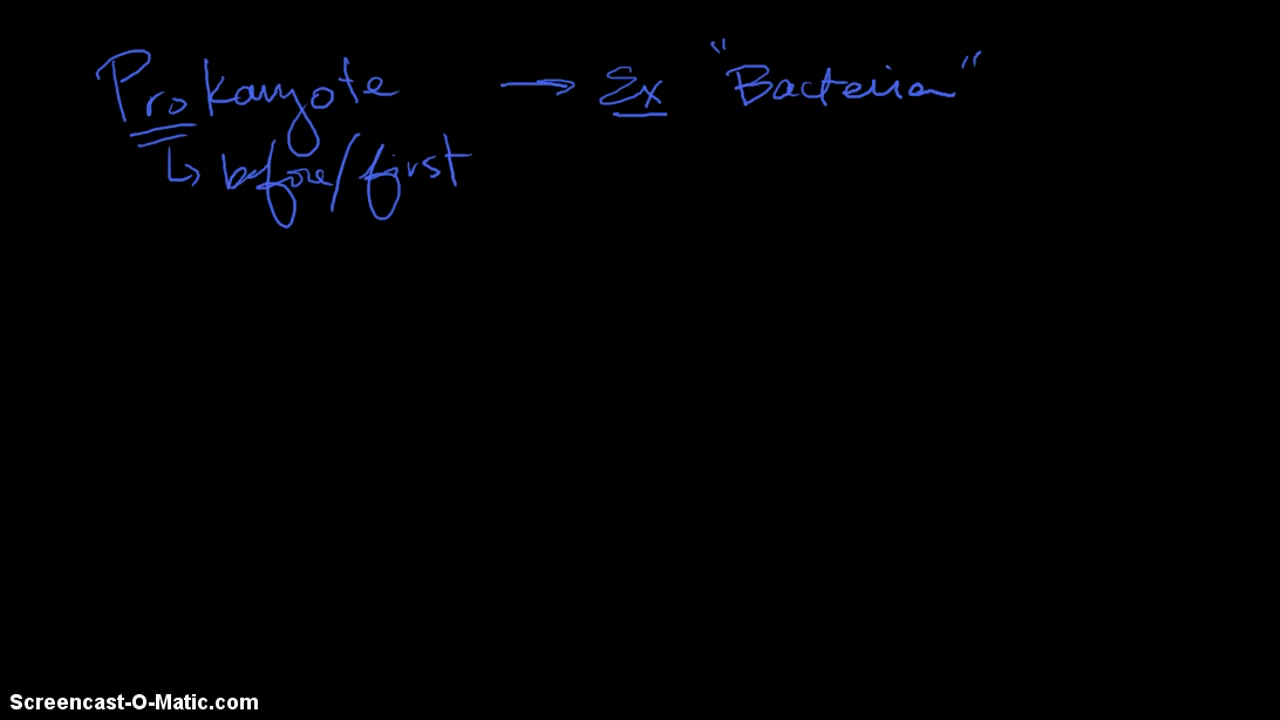 Prokaryote → Ex "Bacteria"
↳ before/first
Screencast-O-Matic.com